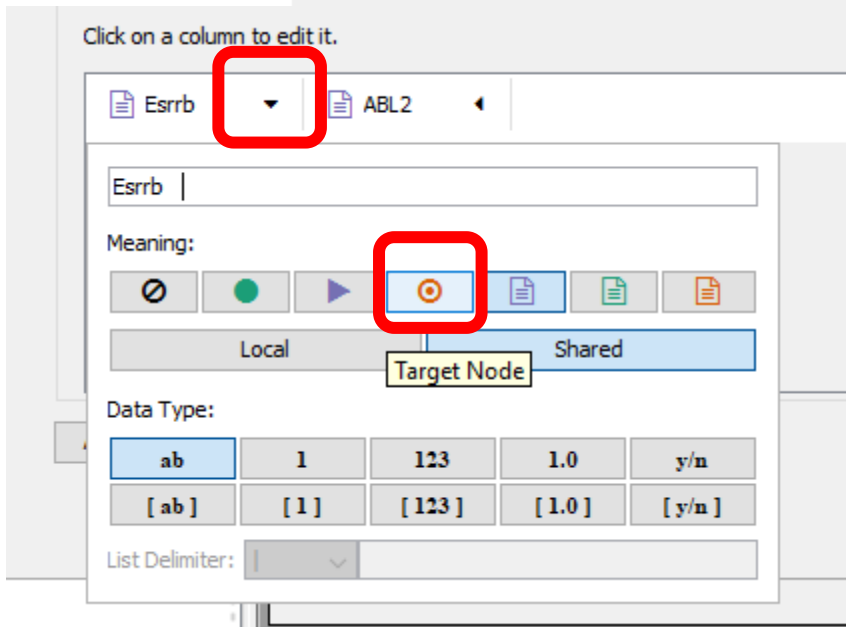 Click on a column to edit it.
Esrrb ABL2
Esrrb
Meaning:
Local Shared
Target Node
Data Type:
ab 1 123 1.0 y/n
[ ab ] [ 1 ] [ 123 ] [ 1.0 ] [ y/n ]
List Delimiter: |